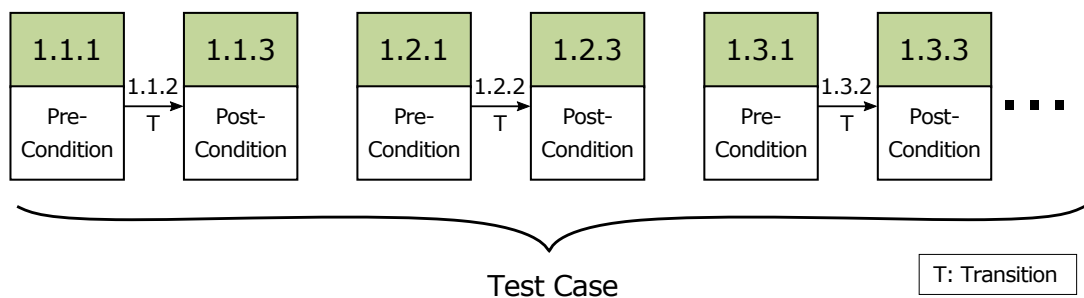 1.1.1
1.1.3
1.2.1
1.2.3
1.3.1
1.3.3
1.1.2
1.2.2
1.3.2
T
T
T
Pre-
Condition
Post-
Condition
Pre-
Condition
Post-
Condition
Pre-
Condition
Post-
Condition
Test Case
T: Transition